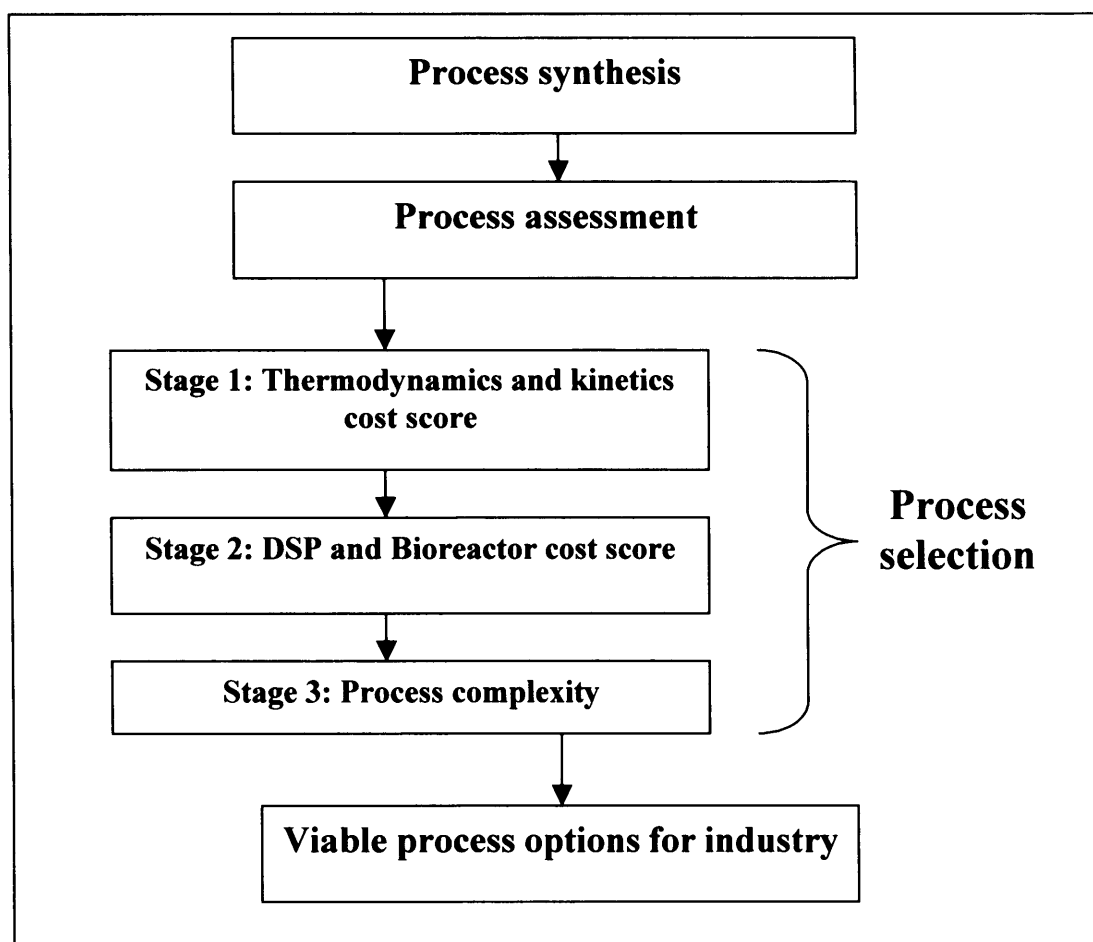 Process synthesis
Process assessment
Stage 1: Thermodynamics and kinetics
cost score
Stage 2: DSP and Bioreactor cost score
Stage 3: Process complexity
Process
selection
Viable process options for industry